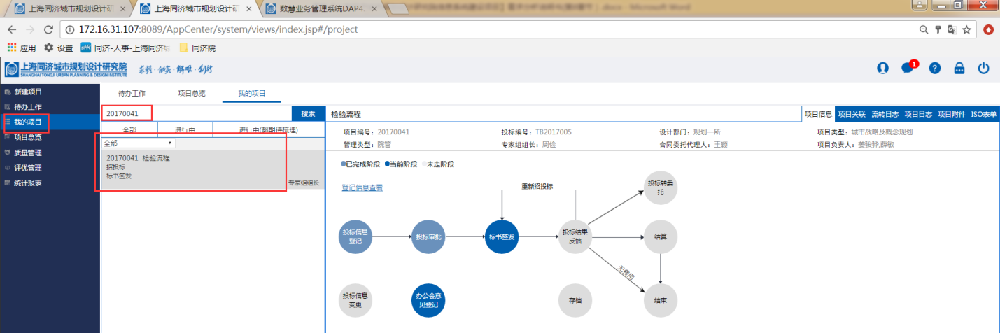 上海同济城市规划设计研
上海同济城市规划设计研
数慧业务管理系统DAP4.
172.16.31.107:8089/AppCenter/system/views/index.jsp#/project
应用 设置 同济-人事-上海同济城 同济院
上海同济城市规划设计研究院
SHANGHAI TONGJI URBAN PLANNING & DESIGN INSTITUTE
1
新建项目
待办工作
我的项目
项目总览
质量管理
评优管理
统计报表
待办工作 项目总览 我的项目
20170041 搜索
全部 进行中 进行中(超期待梳理)
全部
20170041 检验流程
招投标
标书签发
专家组组长
检验流程
项目信息 项目关联 流转日志 项目日志 项目附件 ISO表单
项目编号：20170041 投标编号：TB2017005 设计部门：规划一所 项目类型：城市战略及概念规划
管理类型：院管 专家组组长：周俭 合同委托代理人：王颖 项目负责人：姜骏骅,薛敏
已完成阶段 当前阶段 未走阶段
登记信息查看
重新招投标
投标转委
托
投标信息
登记
投标审批
标书签发
投标结果
反馈
结算
无费用
投标信息
变更
办公会意
见登记
存档
结束